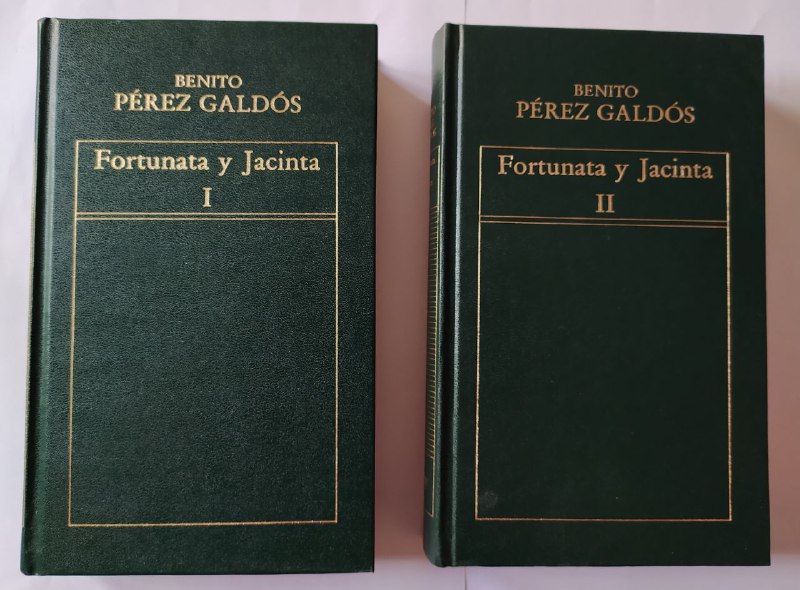 BENITO
PÉREZ GALDÓS
Fortunata y Jacinta
I
BENITO
PÉREZ GALDÓS
Fortunata y Jacinta
II